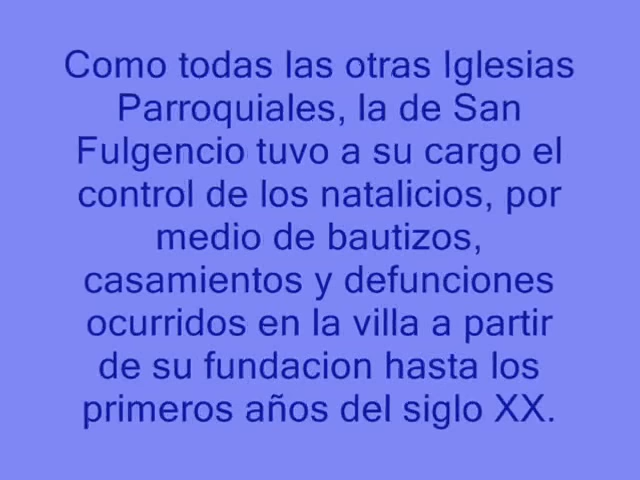 Como todas las otras Iglesias
Parroquiales, la de San
Fulgencio tuvo a su cargo el
control de los natalicios, por
medio de bautizos,
casamientos y defunciones
ocurridos en la villa a partir
de su fundacion hasta los
primeros años del siglo XX.